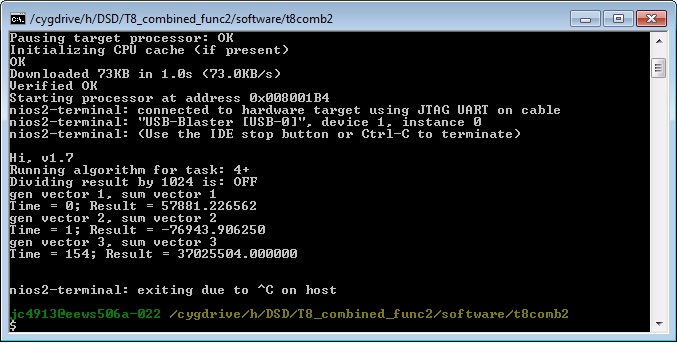 /cygdrive/h/DSD/T8_combined_func2/software/t8comb2
Pausing target processor: OK
Initializing CPU cache (if present)
OK
Downloaded 73KB in 1.0s (73.0KB/s)
Verified OK
Starting processor at address 0x008001B4
nios2-terminal: connected to hardware target using JTAG UART on cable
nios2-terminal: "USB-Blaster [USB-0]", device 1, instance 0
nios2-terminal: (Use the IDE stop button or Ctrl-C to terminate)
Hi, v1.7
Running algorithm for task: 4+
Dividing result by 1024 is: OFF
gen vector 1, sum vector 1
Time = 0; Result = 57881.226562
gen vector 2, sum vector 2
Time = 1; Result = -76943.906250
gen vector 3, sum vector 3
Time = 154; Result = 37025504.000000
nios2-terminal: exiting due to ^C on host
jc4913@eews506a-022 /cygdrive/h/DSD/T8_combined_func2/software/t8comb2
$